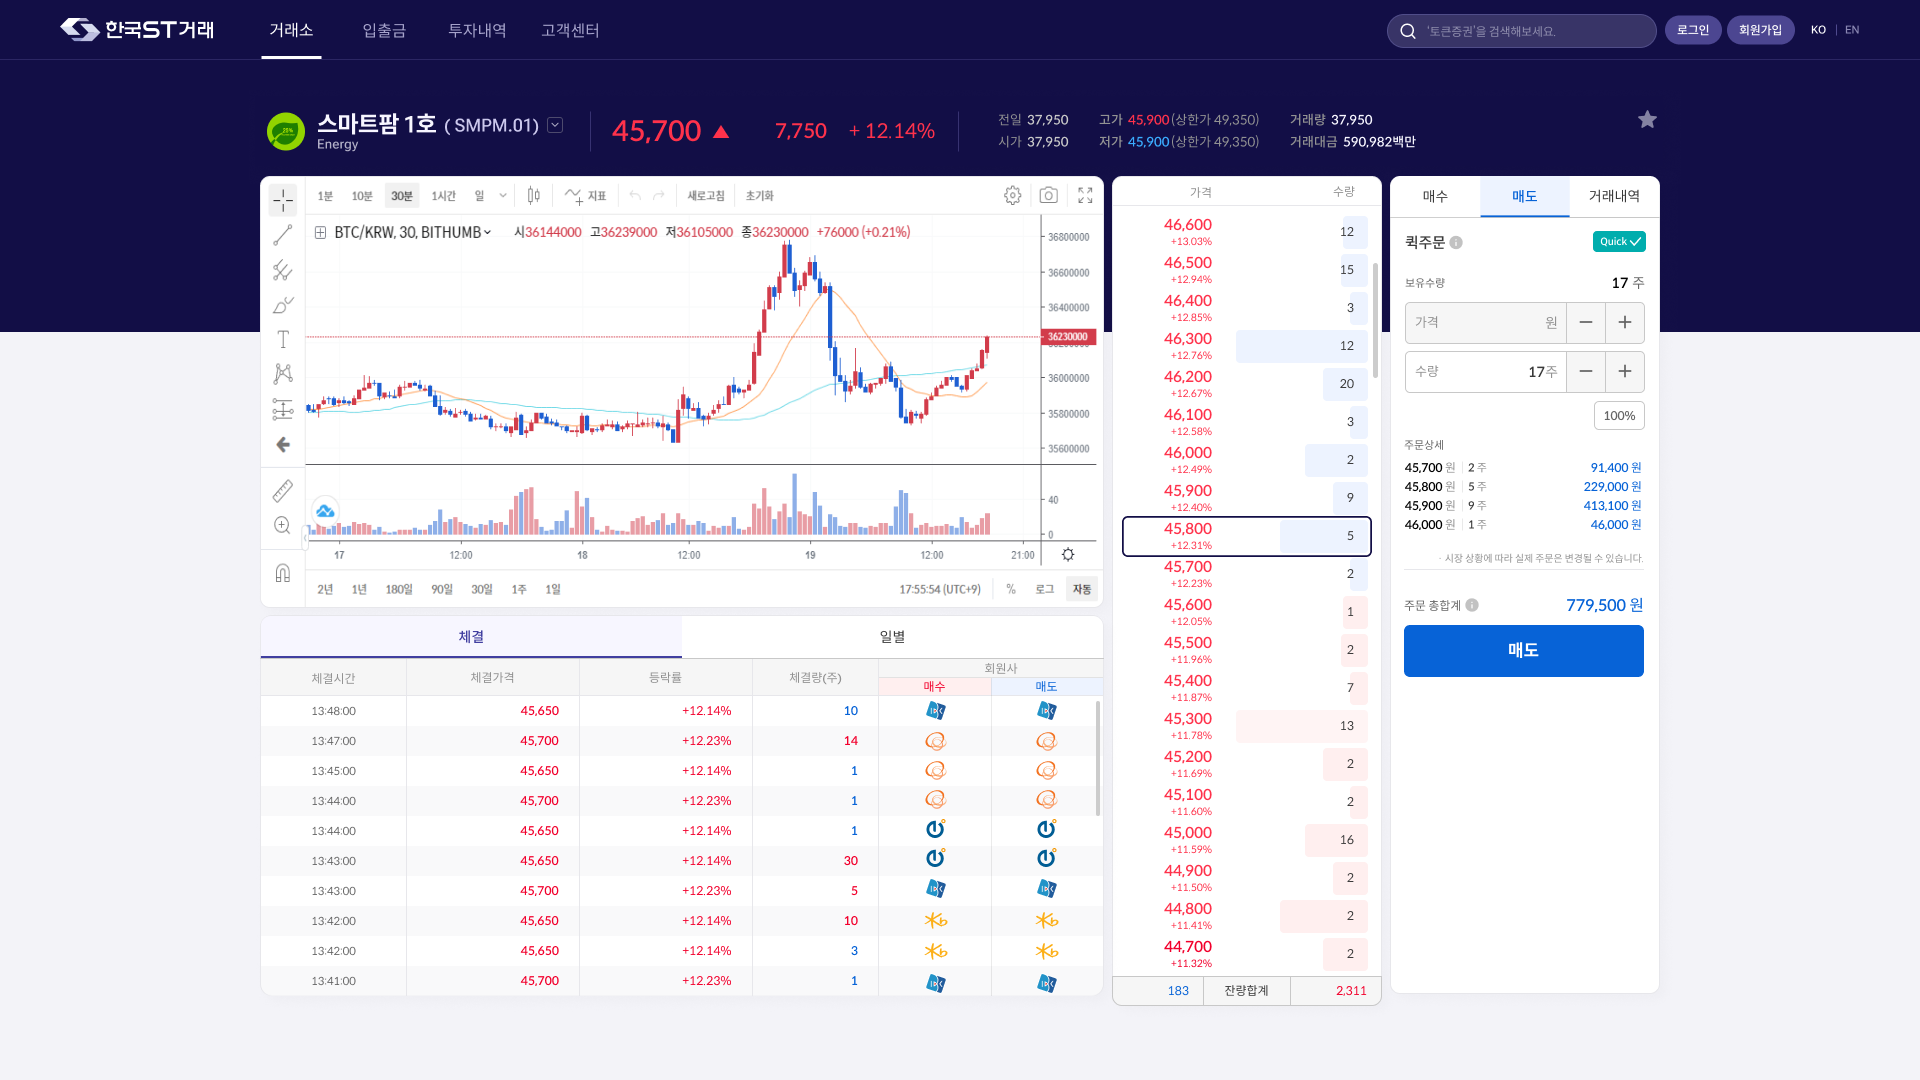 한국ST거래 거래소 입출금 투자내역 고객센터 '토큰증권'을 검색해보세요. 로그인 회원가입 KO EN
스마트팜 1호 ( SMPM.01)
Energy
45,700 ▲ 7,750 + 12.14%
전일 37,950 고가 45,900(상한가 49,350) 거래량 37,950
시가 37,950 저가 45,900(상한가 49,350) 거래대금 590,982백만
1분 10분 30분 1시간 일 지표 새로고침 초기화
BTC/KRW, 30, BITHUMB 시36144000 고36239000 저36105000 종36230000 +76000 (+0.21%)
36800000
36600000
36400000
36230000
36000000
35800000
35600000
40
0
17 12:00 18 12:00 19 12:00 21:00
2년 1년 180일 90일 30일 1주 1일 17:55:54 (UTC+9) % 로그 자동
체결 일별
체결시간 체결가격 등락률 체결량(주) 회원사
매수 매도
13:48:00 45,650 +12.14% 10
13:47:00 45,700 +12.23% 14
13:45:00 45,650 +12.14% 1
13:44:00 45,700 +12.23% 1
13:44:00 45,650 +12.14% 1
13:43:00 45,650 +12.14% 30
13:43:00 45,700 +12.23% 5
13:42:00 45,650 +12.14% 10
13:42:00 45,650 +12.14% 3
13:41:00 45,700 +12.23% 1
가격 수량
46,600 12
+13.03%
46,500 15
+12.94%
46,400 3
+12.85%
46,300 12
+12.76%
46,200 20
+12.67%
46,100 3
+12.58%
46,000 2
+12.49%
45,900 9
+12.40%
45,800 5
+12.31%
45,700 2
+12.23%
45,600 1
+12.05%
45,500 2
+11.96%
45,400 7
+11.87%
45,300 13
+11.78%
45,200 2
+11.69%
45,100 2
+11.60%
45,000 16
+11.59%
44,900 2
+11.50%
44,800 2
+11.41%
44,700 2
+11.32%
183 잔량합계 2,311
매수 매도 거래내역
퀵주문 Quick
보유수량 17 주
가격 원 − +
수량 17주 − +
100%
주문상세
45,700 원 2 주 91,400 원
45,800 원 5 주 229,000 원
45,900 원 9 주 413,100 원
46,000 원 1 주 46,000 원
· 시장 상황에 따라 실제 주문은 변경될 수 있습니다.
주문 총합계 779,500 원
매도